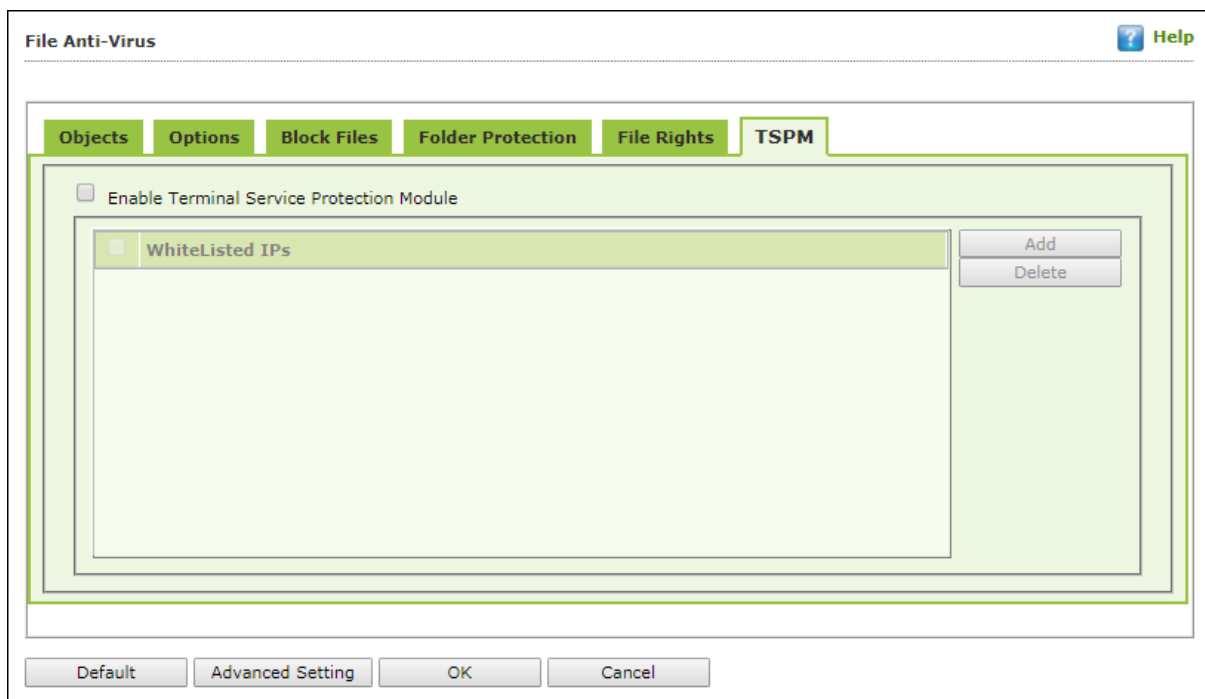 File Anti-Virus
? Help
Objects Options Block Files Folder Protection File Rights TSPM
Enable Terminal Service Protection Module
WhiteListed IPs
Add
Delete
Default Advanced Setting OK Cancel